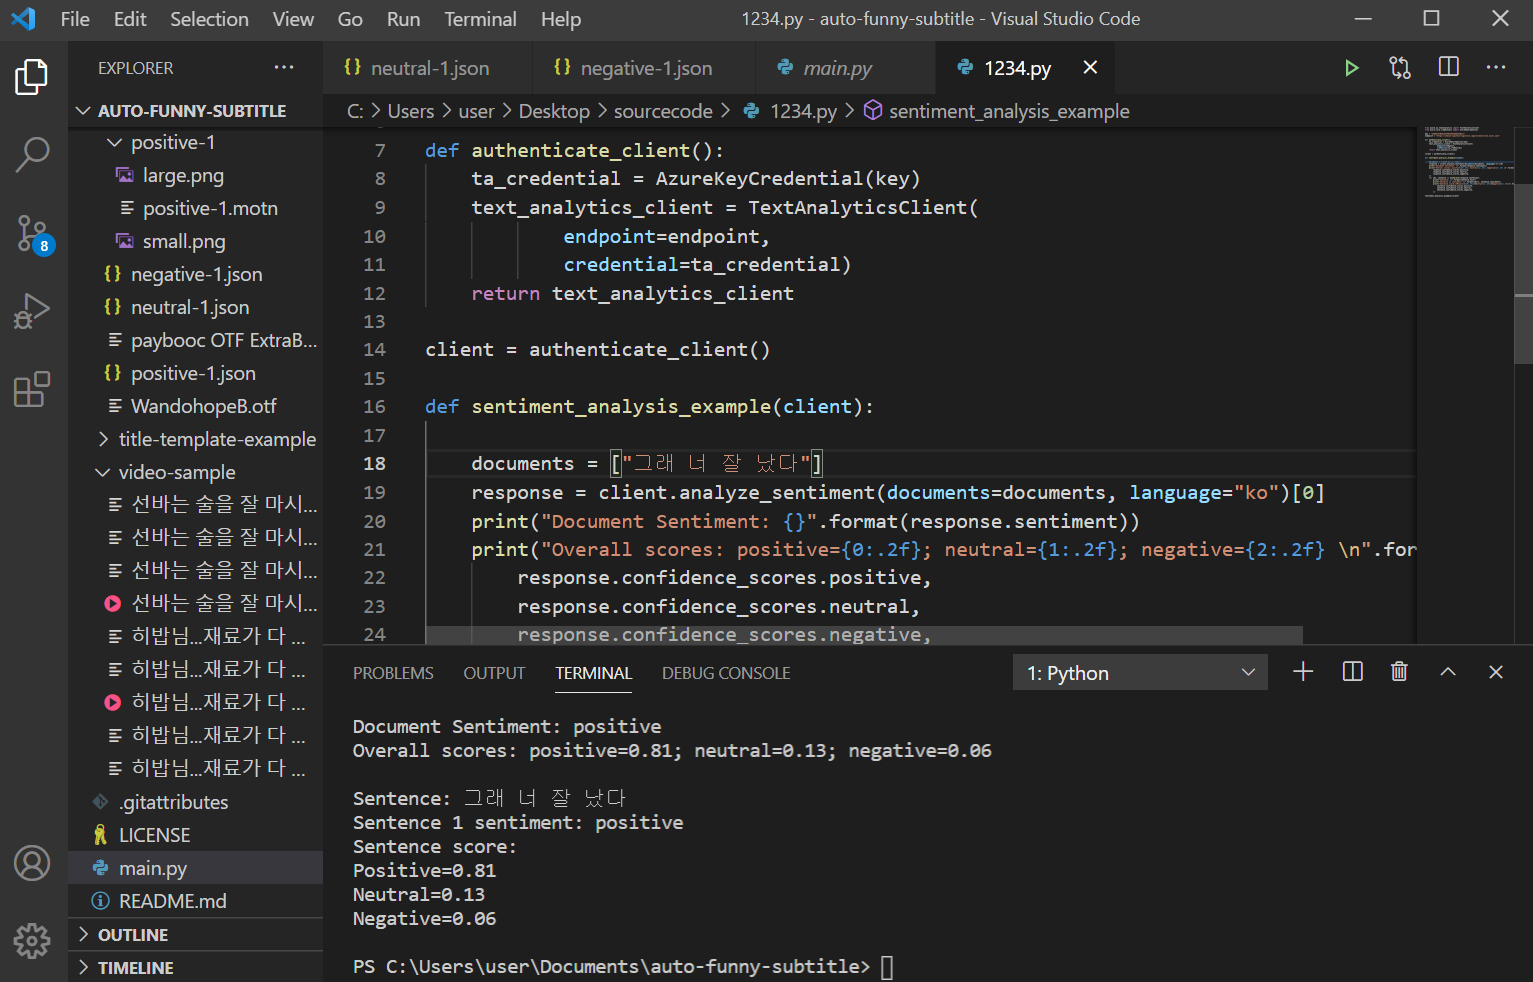 File Edit Selection View Go Run Terminal Help
1234.py - auto-funny-subtitle - Visual Studio Code
EXPLORER
AUTO-FUNNY-SUBTITLE
positive-1
large.png
positive-1.motn
small.png
negative-1.json
neutral-1.json
paybooc OTF ExtraB...
positive-1.json
WandohopeB.otf
title-template-example
video-sample
선바는 술을 잘 마시...
선바는 술을 잘 마시...
선바는 술을 잘 마시...
선바는 술을 잘 마시...
히밥님...재료가 다 ...
히밥님...재료가 다 ...
히밥님...재료가 다 ...
히밥님...재료가 다 ...
히밥님...재료가 다 ...
.gitattributes
LICENSE
main.py
README.md
OUTLINE
TIMELINE
8
neutral-1.json negative-1.json main.py 1234.py
C: > Users > user > Desktop > sourcecode > 1234.py > sentiment_analysis_example
7 def authenticate_client():
8 ta_credential = AzureKeyCredential(key)
9 text_analytics_client = TextAnalyticsClient(
10 endpoint=endpoint,
11 credential=ta_credential)
12 return text_analytics_client
13
14 client = authenticate_client()
15
16 def sentiment_analysis_example(client):
17
18 documents = ["그래 너 잘 났다"]
19 response = client.analyze_sentiment(documents=documents, language="ko")[0]
20 print("Document Sentiment: {}".format(response.sentiment))
21 print("Overall scores: positive={0:.2f}; neutral={1:.2f}; negative={2:.2f} \n".for
22 response.confidence_scores.positive,
23 response.confidence_scores.neutral,
24 response.confidence_scores.negative,
PROBLEMS OUTPUT TERMINAL DEBUG CONSOLE
1: Python
Document Sentiment: positive
Overall scores: positive=0.81; neutral=0.13; negative=0.06
Sentence: 그래 너 잘 났다
Sentence 1 sentiment: positive
Sentence score:
Positive=0.81
Neutral=0.13
Negative=0.06
PS C:\Users\user\Documents\auto-funny-subtitle>